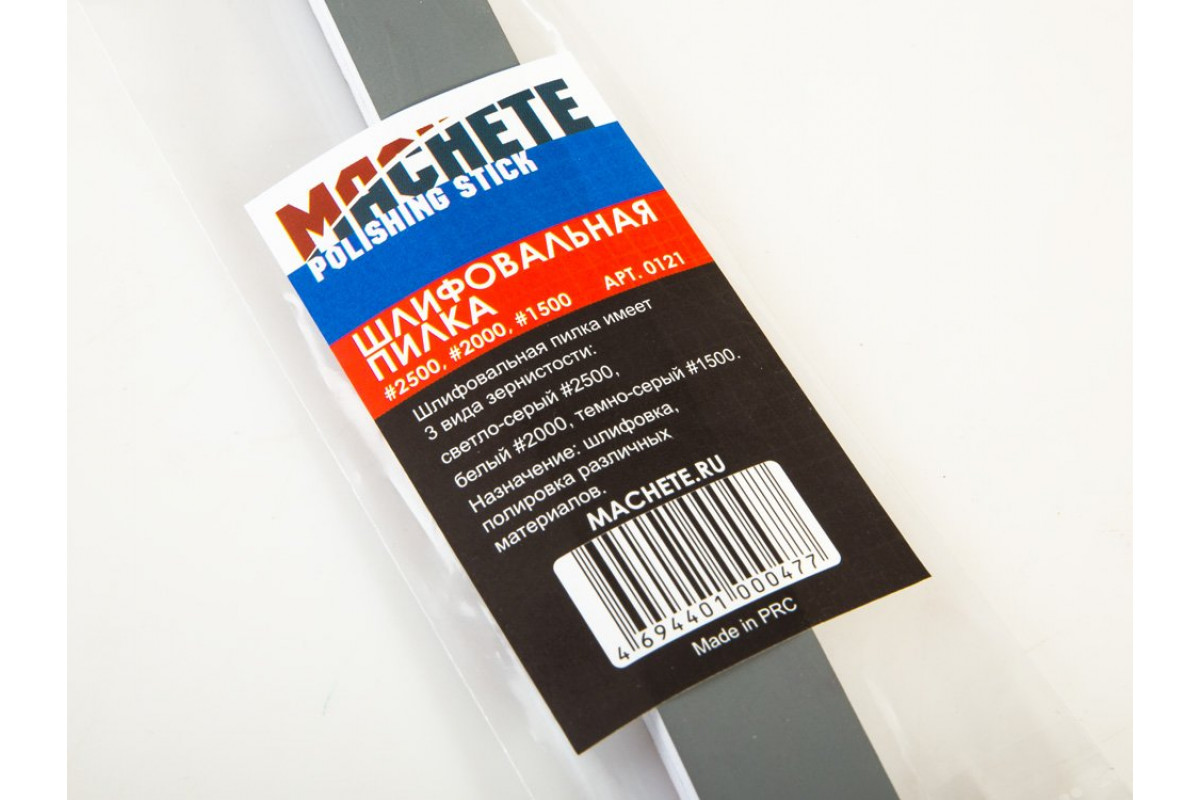 MACHETE
POLISHING STICK
ШЛИФОВАЛЬНАЯ
ПИЛКА
#2500, #2000, #1500 АРТ. 0121
Шлифовальная пилка имеет
3 вида зернистости:
светло-серый #2500,
белый #2000, темно-серый #1500.
Назначение: шлифовка,
полировка различных
материалов.
MACHETE.RU
4 694401 000477
Made in PRC